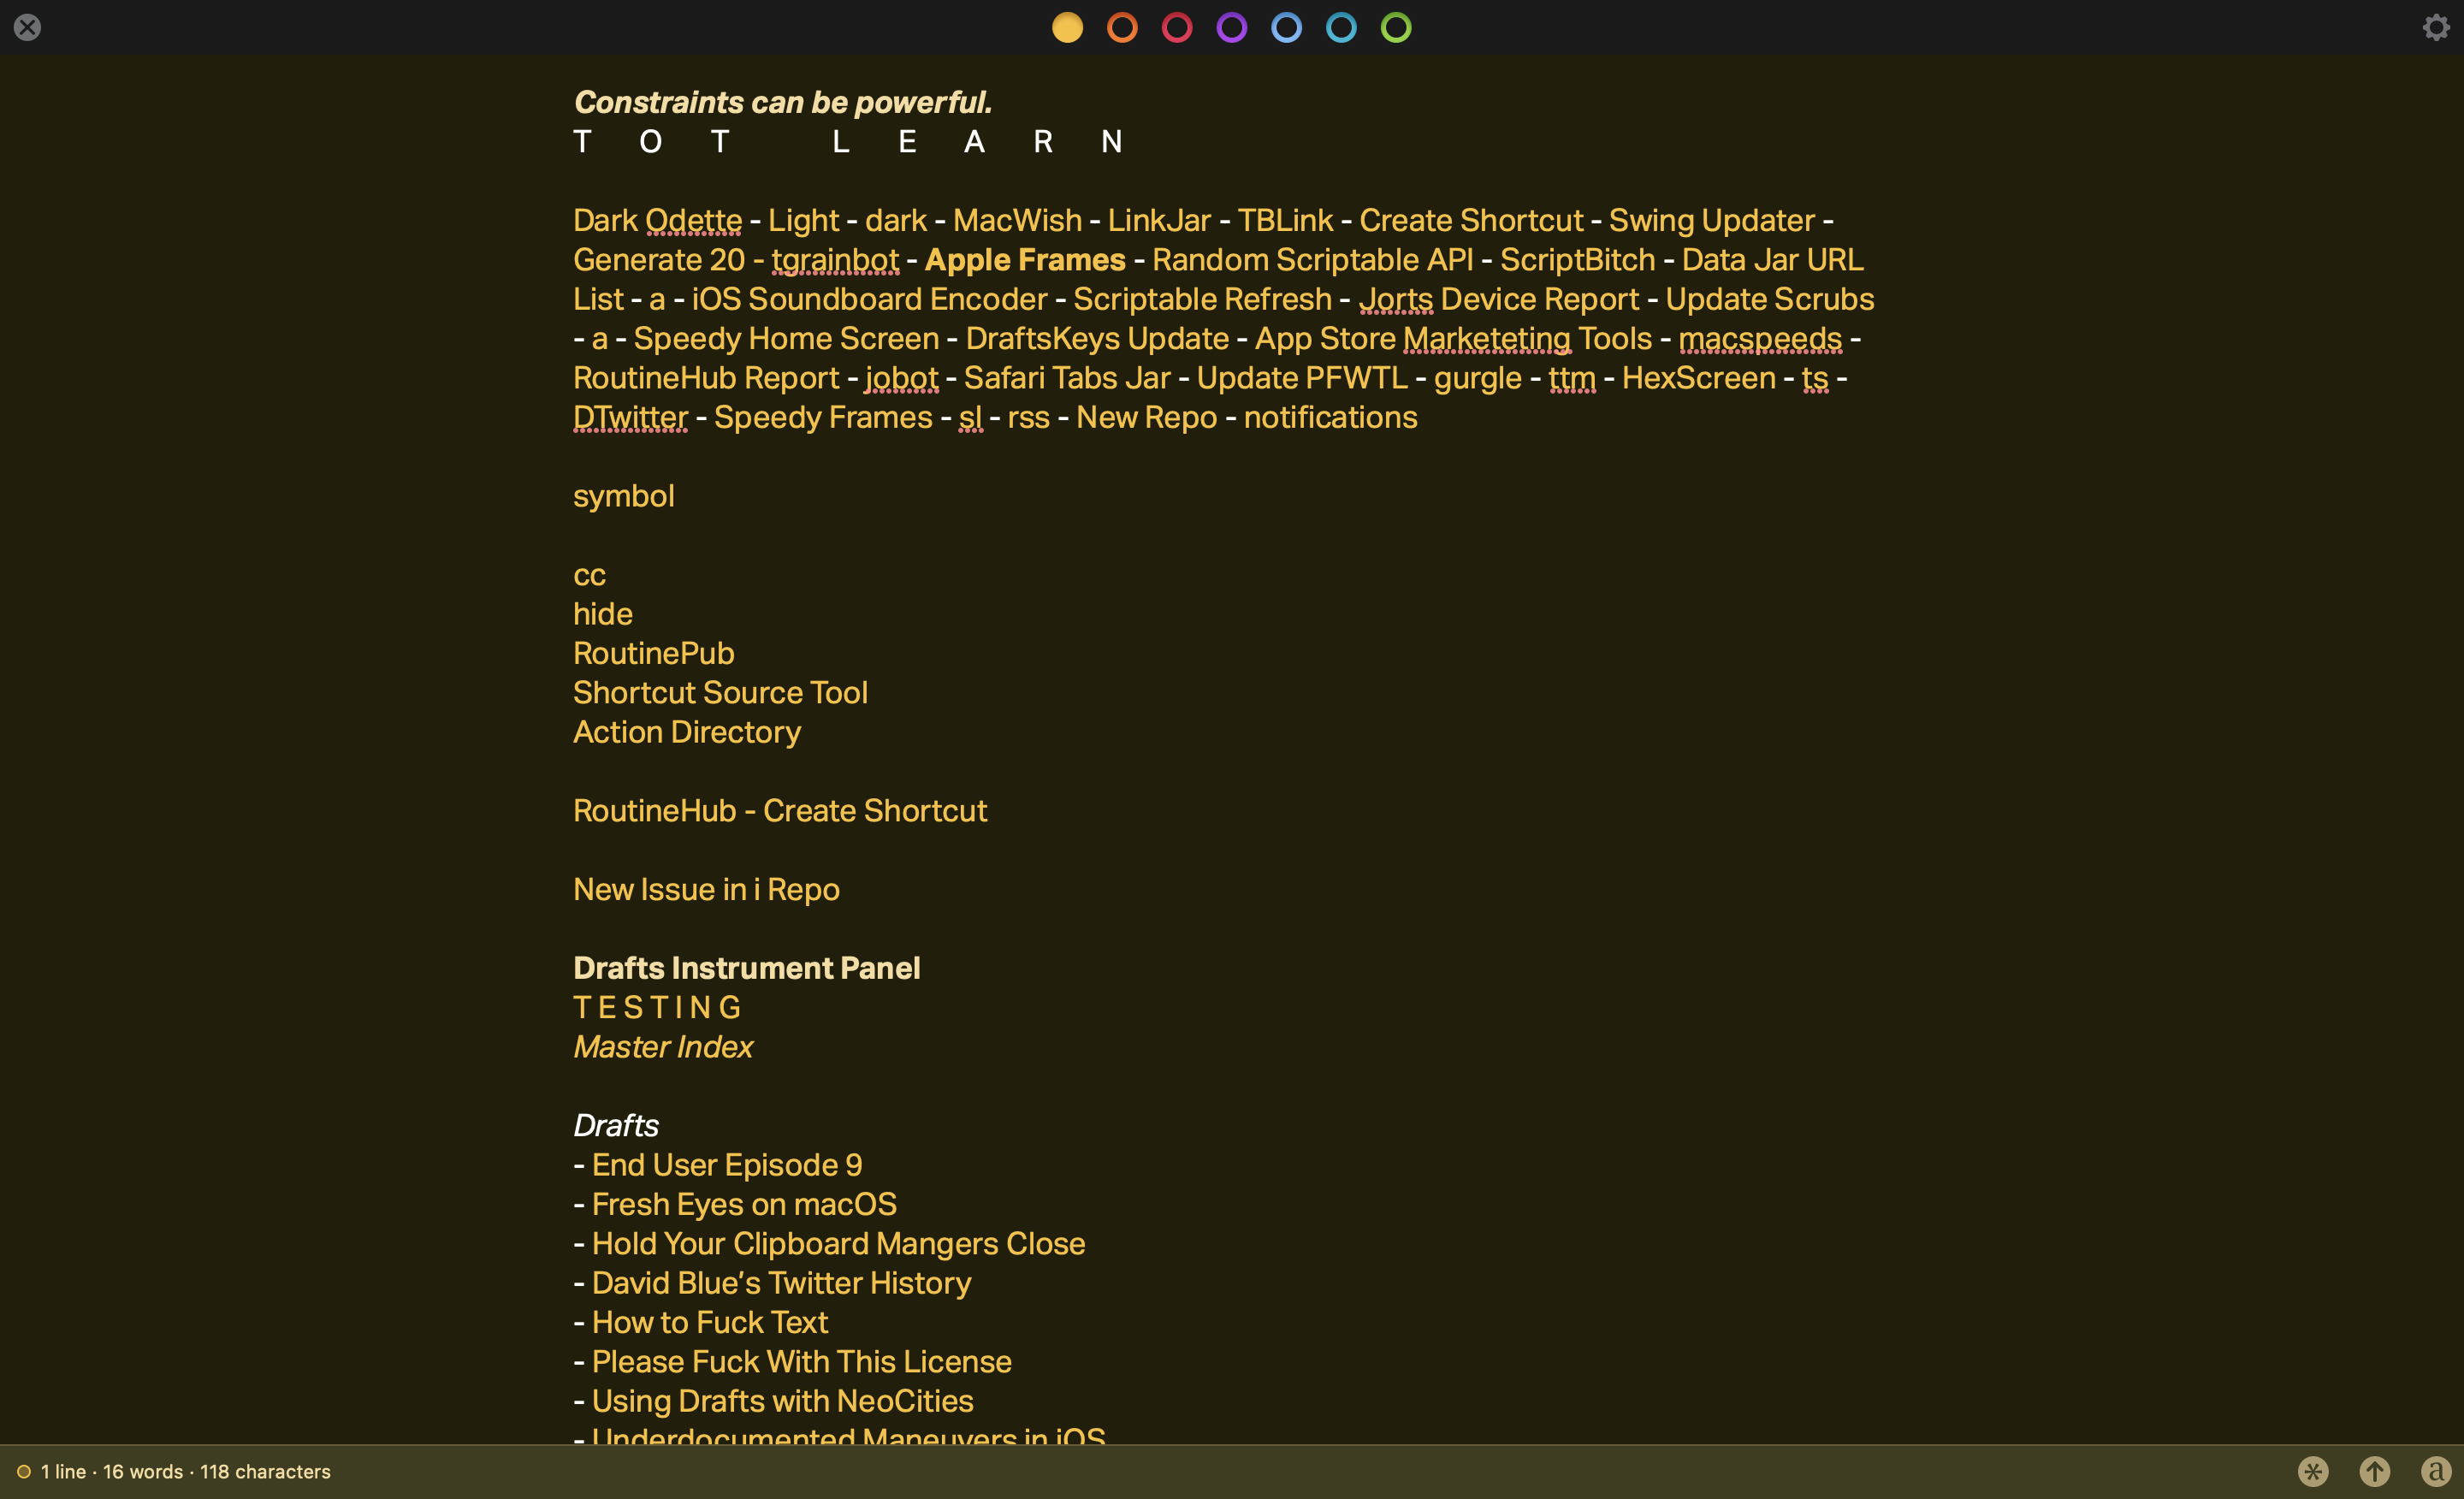 Constraints can be powerful.
T O T L E A R N
Dark Odette - Light - dark - MacWish - LinkJar - TBLink - Create Shortcut - Swing Updater -
Generate 20 - tgrainbot - Apple Frames - Random Scriptable API - ScriptBitch - Data Jar URL
List - a - iOS Soundboard Encoder - Scriptable Refresh - Jorts Device Report - Update Scrubs
- a - Speedy Home Screen - DraftsKeys Update - App Store Marketeting Tools - macspeeds -
RoutineHub Report - jobot - Safari Tabs Jar - Update PFWTL - gurgle - ttm - HexScreen - ts -
DTwitter - Speedy Frames - sl - rss - New Repo - notifications
symbol
cc
hide
RoutinePub
Shortcut Source Tool
Action Directory
RoutineHub - Create Shortcut
New Issue in i Repo
Drafts Instrument Panel
T E S T I N G
Master Index
Drafts
- End User Episode 9
- Fresh Eyes on macOS
- Hold Your Clipboard Mangers Close
- David Blue's Twitter History
- How to Fuck Text
- Please Fuck With This License
- Using Drafts with NeoCities
- Underdocumented Maneuvers in iOS
1 line · 16 words · 118 characters
a